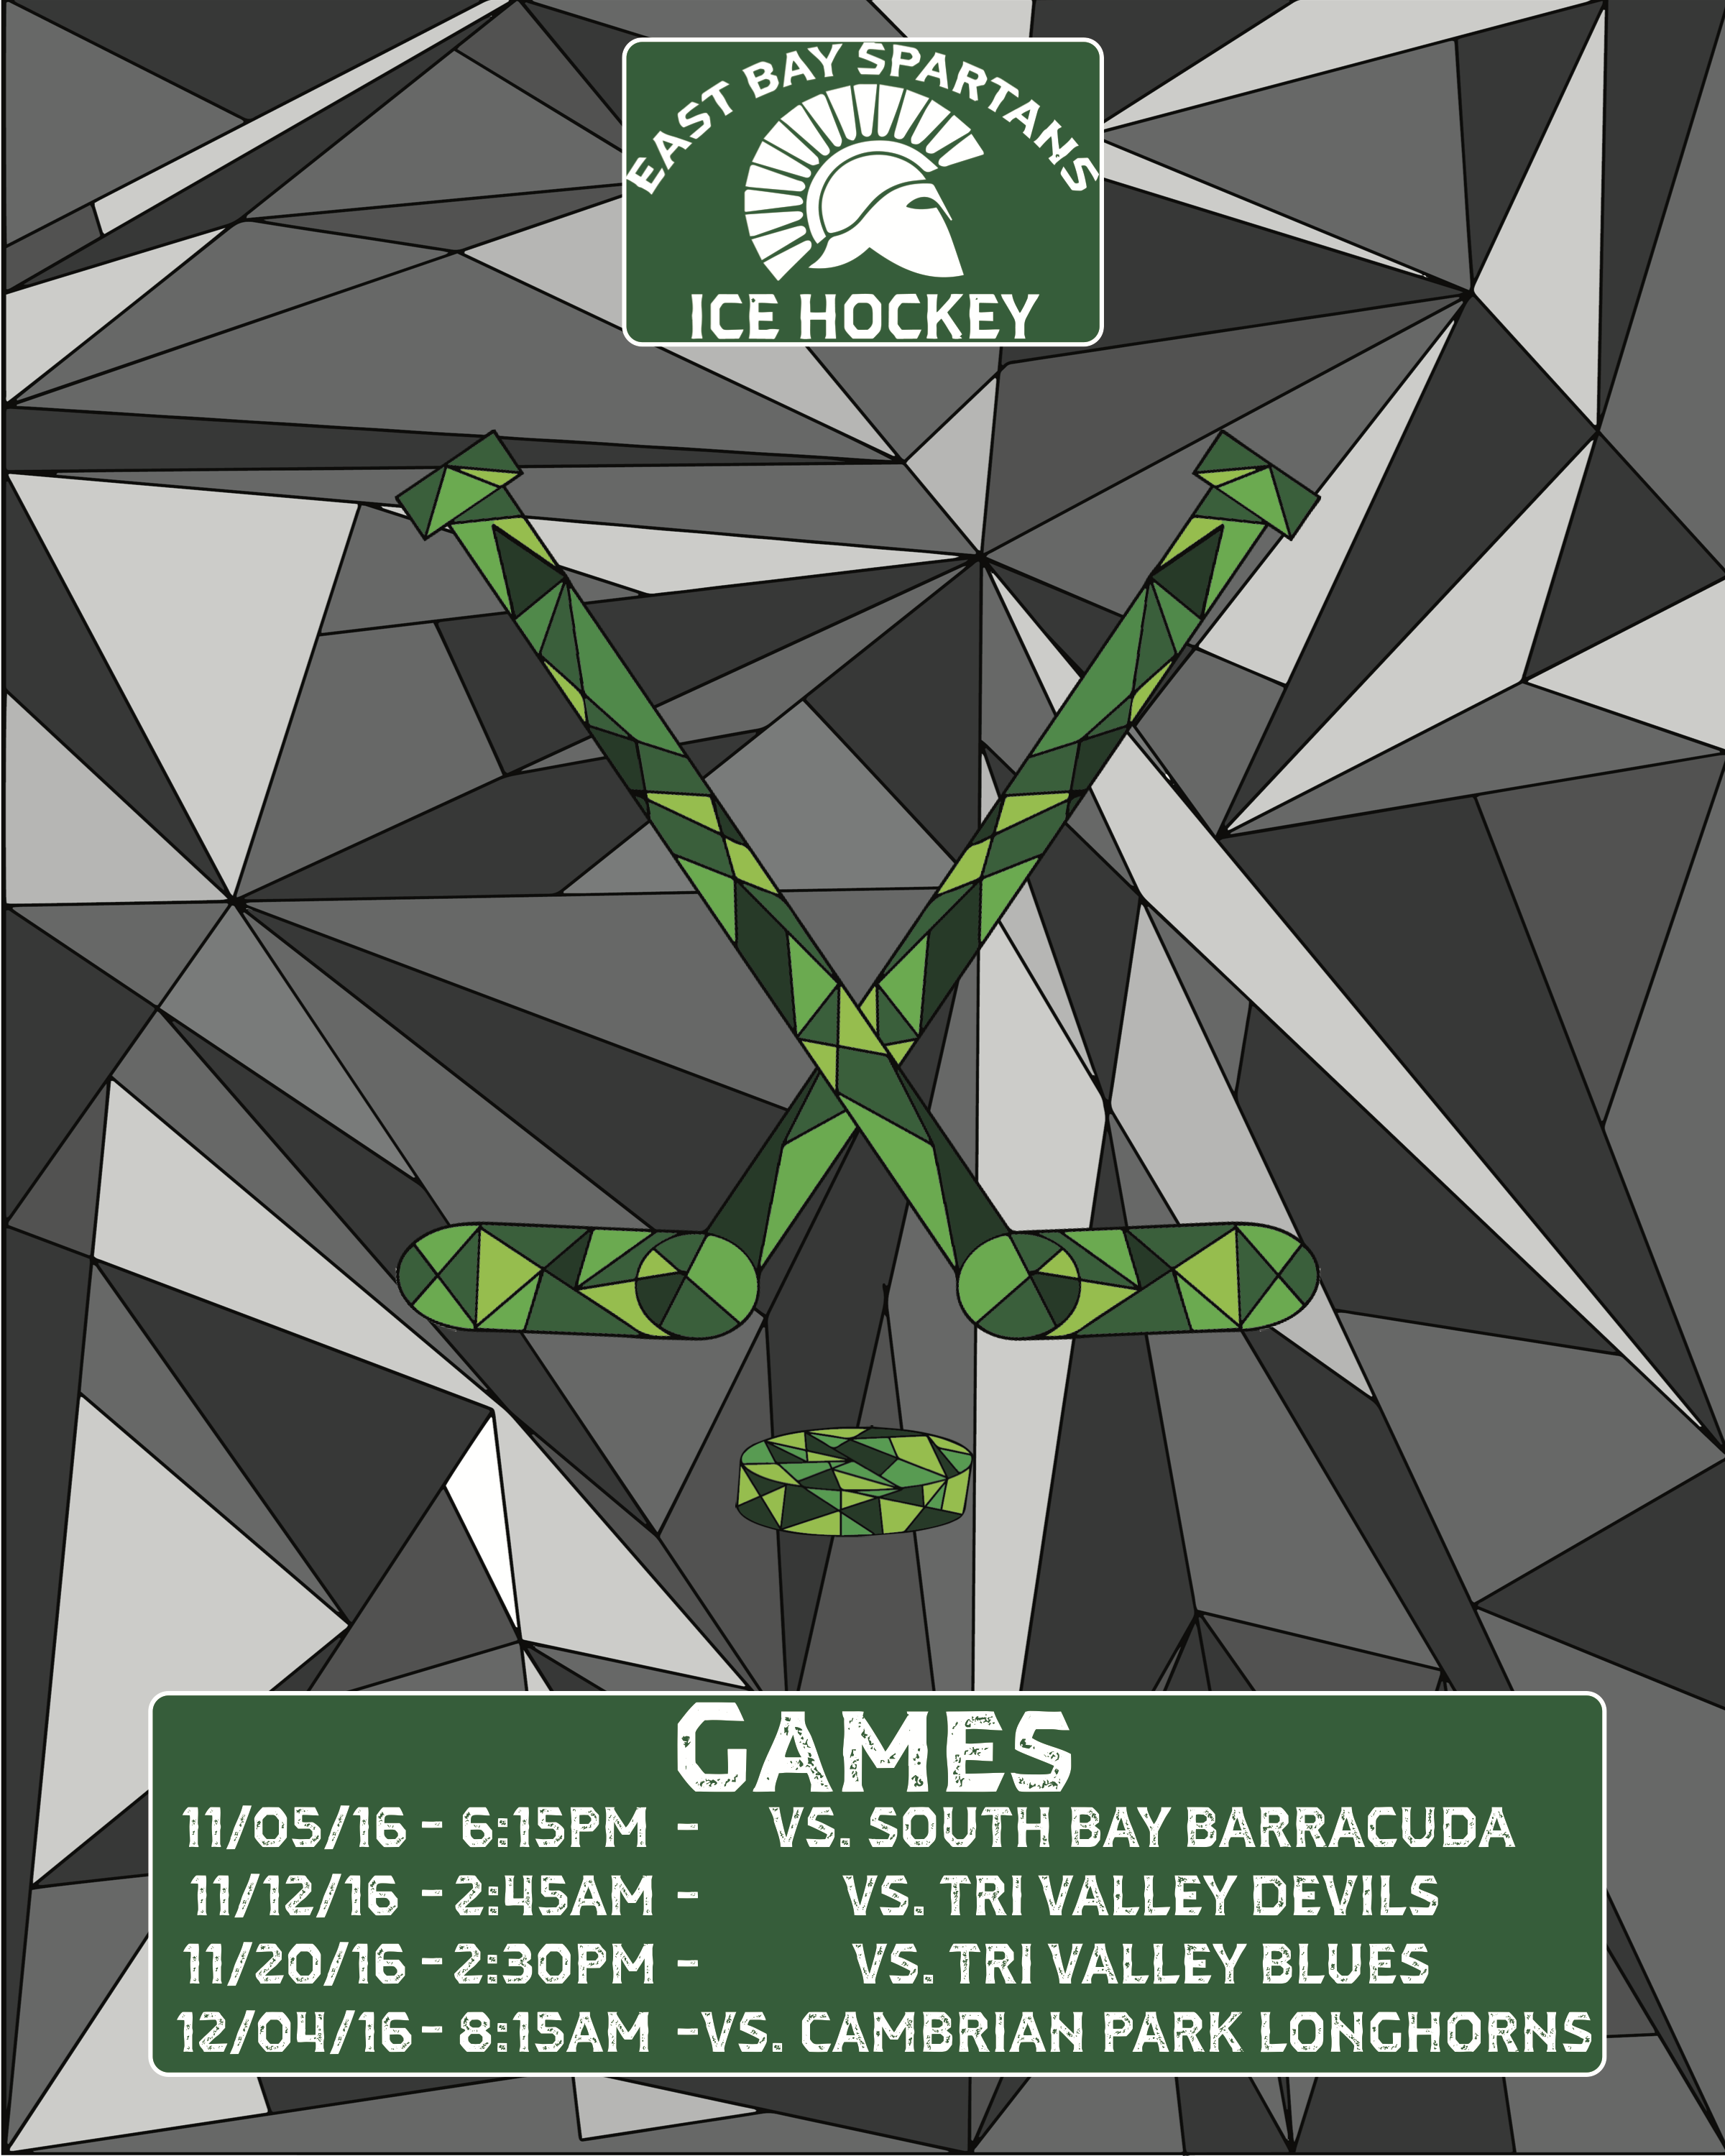 EAST BAY SPARTANS
ICE HOCKEY
GAMES
11/05/16 - 6:15PM - VS. SOUTH BAY BARRACUDA
11/12/16 - 2:45AM - VS. TRI VALLEY DEVILS
11/20/16 - 2:30PM - VS. TRI VALLEY BLUES
12/04/16 - 8:15AM -VS. CAMBRIAN PARK LONGHORNS